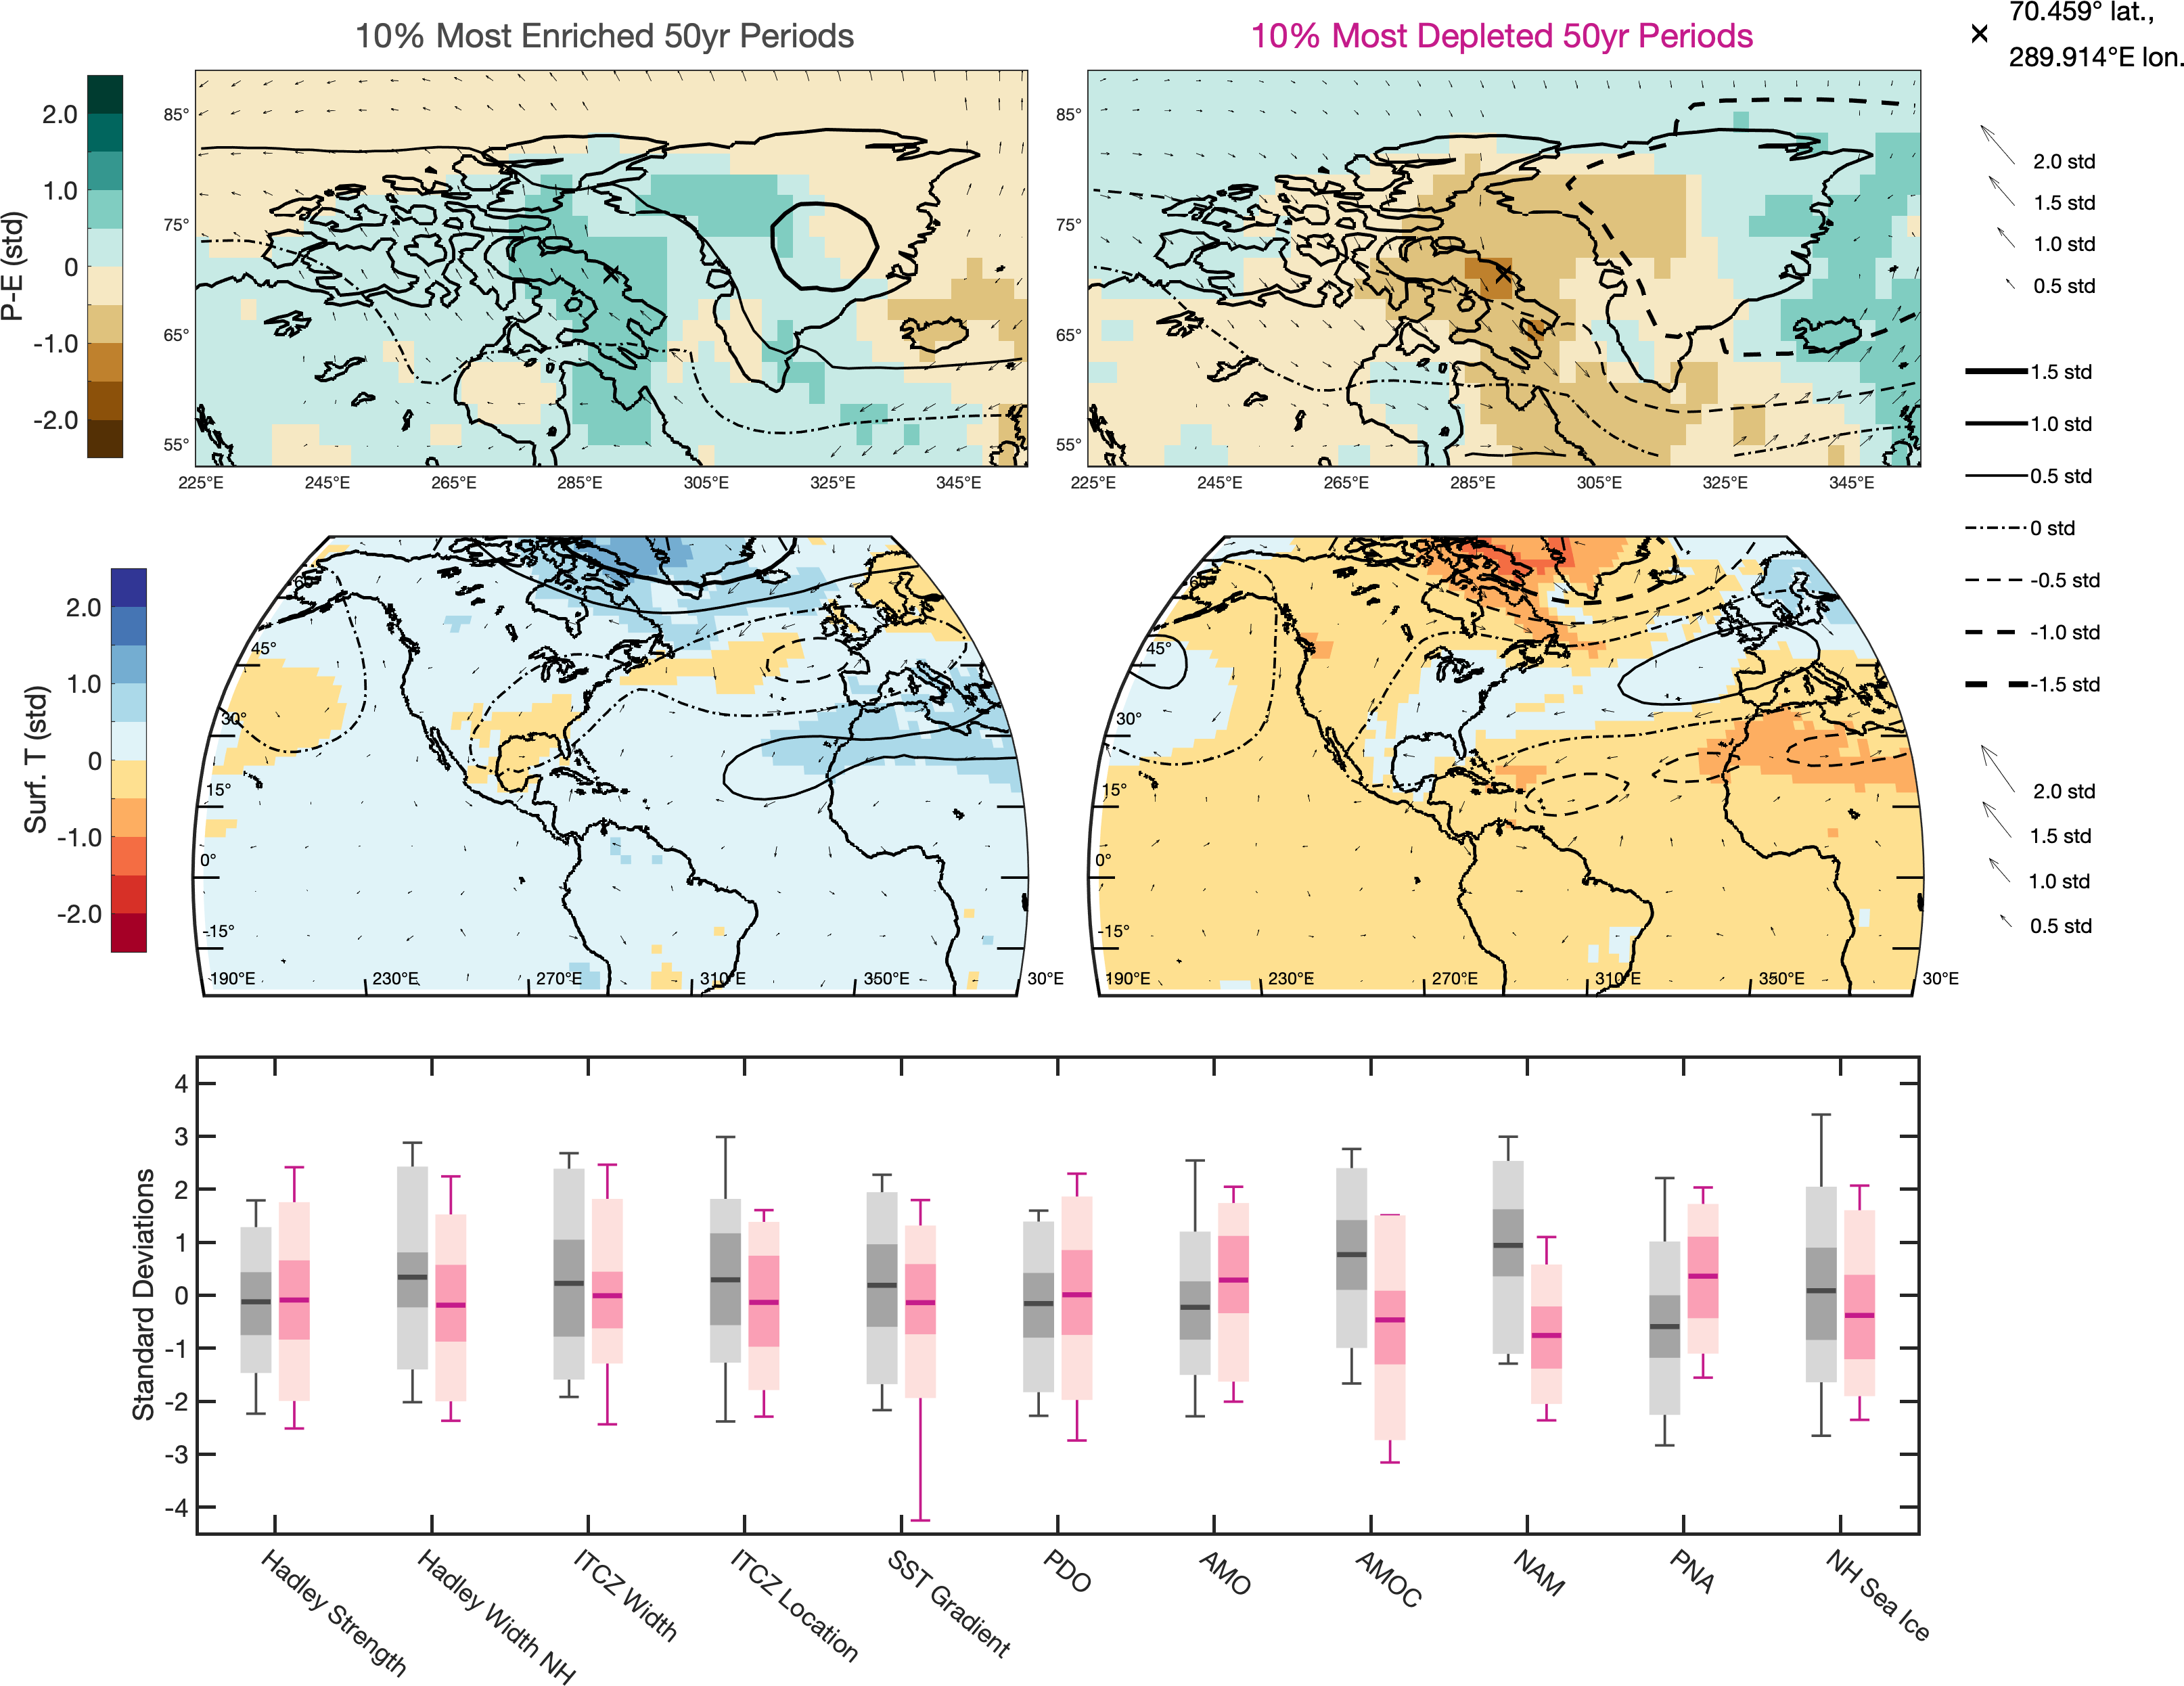 10% Most Enriched 50yr Periods
10% Most Depleted 50yr Periods
70.459° lat.,
289.914°E lon.
P-E (std)
2.0
1.0
0
-1.0
-2.0
85°
75°
65°
55°
225°E 245°E 265°E 285°E 305°E 325°E 345°E
85°
75°
65°
55°
225°E 245°E 265°E 285°E 305°E 325°E 345°E
2.0 std
1.5 std
1.0 std
0.5 std
1.5 std
1.0 std
0.5 std
0 std
-0.5 std
-1.0 std
-1.5 std
Surf. T (std)
2.0
1.0
0
-1.0
-2.0
60°
45°
30°
15°
0°
-15°
190°E 230°E 270°E 310°E 350°E 30°E
60°
45°
30°
15°
0°
-15°
190°E 230°E 270°E 310°E 350°E 30°E
2.0 std
1.5 std
1.0 std
0.5 std
Standard Deviations
4
3
2
1
0
-1
-2
-3
-4
Hadley Strength
Hadley Width NH
ITCZ Width
ITCZ Location
SST Gradient
PDO
AMO
AMOC
NAM
PNA
NH Sea Ice